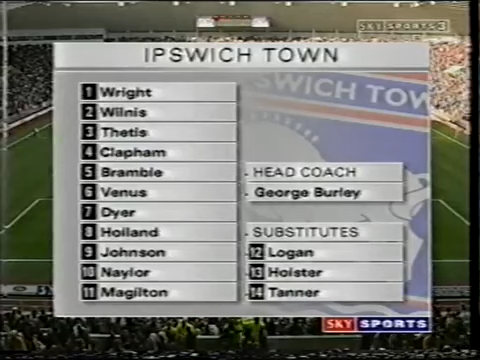 SKY SPORTS 3
IPSWICH TOWN
1 Wright
2 Wilnis
3 Thetis
4 Clapham
5 Bramble
6 Venus
7 Dyer
8 Holland
9 Johnson
10 Naylor
11 Magilton
SWICH TOW
HEAD COACH
George Burley
SUBSTITUTES
12 Logan
13 Holster
14 Tanner
SKY SPORTS